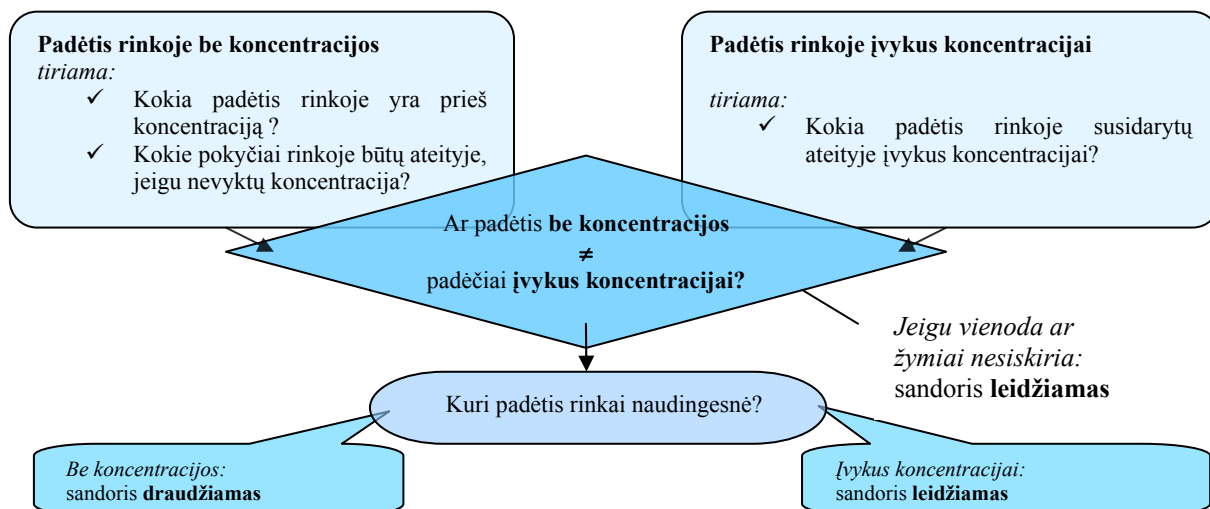 Padėtis rinkoje be koncentracijos
tiriama:
✓ Kokia padėtis rinkoje yra prieš
koncentraciją ?
✓ Kokie pokyčiai rinkoje būtų ateityje,
jeigu nevyktų koncentracija?
Padėtis rinkoje įvykus koncentracijai
tiriama:
✓ Kokia padėtis rinkoje susidarytų
ateityje įvykus koncentracijai?
Ar padėtis be koncentracijos
≠
padėčiai įvykus koncentracijai?
Jeigu vienoda ar
žymiai nesiskiria:
sandoris leidžiamas
Kuri padėtis rinkai naudingesnė?
Be koncentracijos:
sandoris draudžiamas
Įvykus koncentracijai:
sandoris leidžiamas